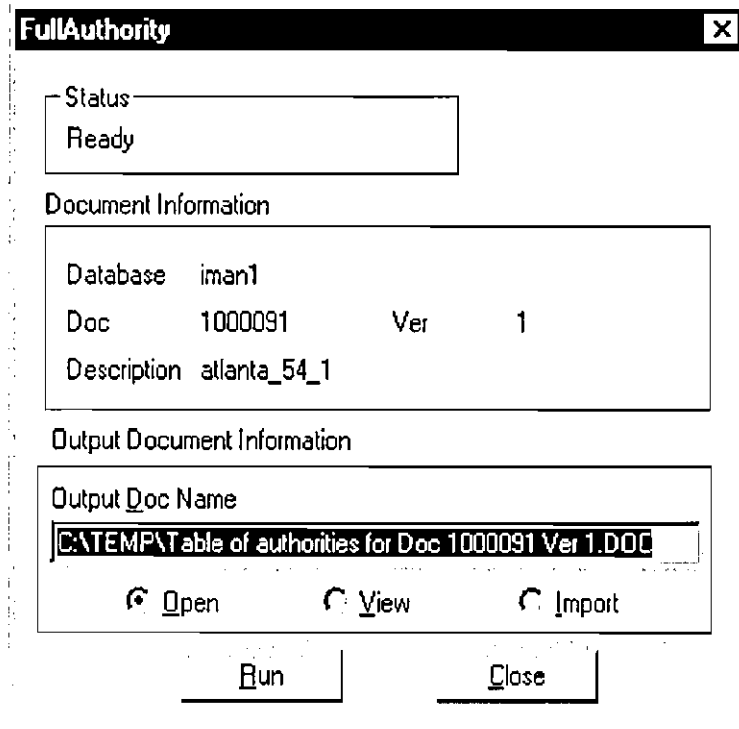 FullAuthority
Status
Ready
Document Information
Database iman1
Doc 1000091 Ver 1
Description atlanta_54_1
Output Document Information
Output Doc Name
C:\TEMP\Table of authorities for Doc 1000091 Ver 1.DOC
Open View Import
Run Close